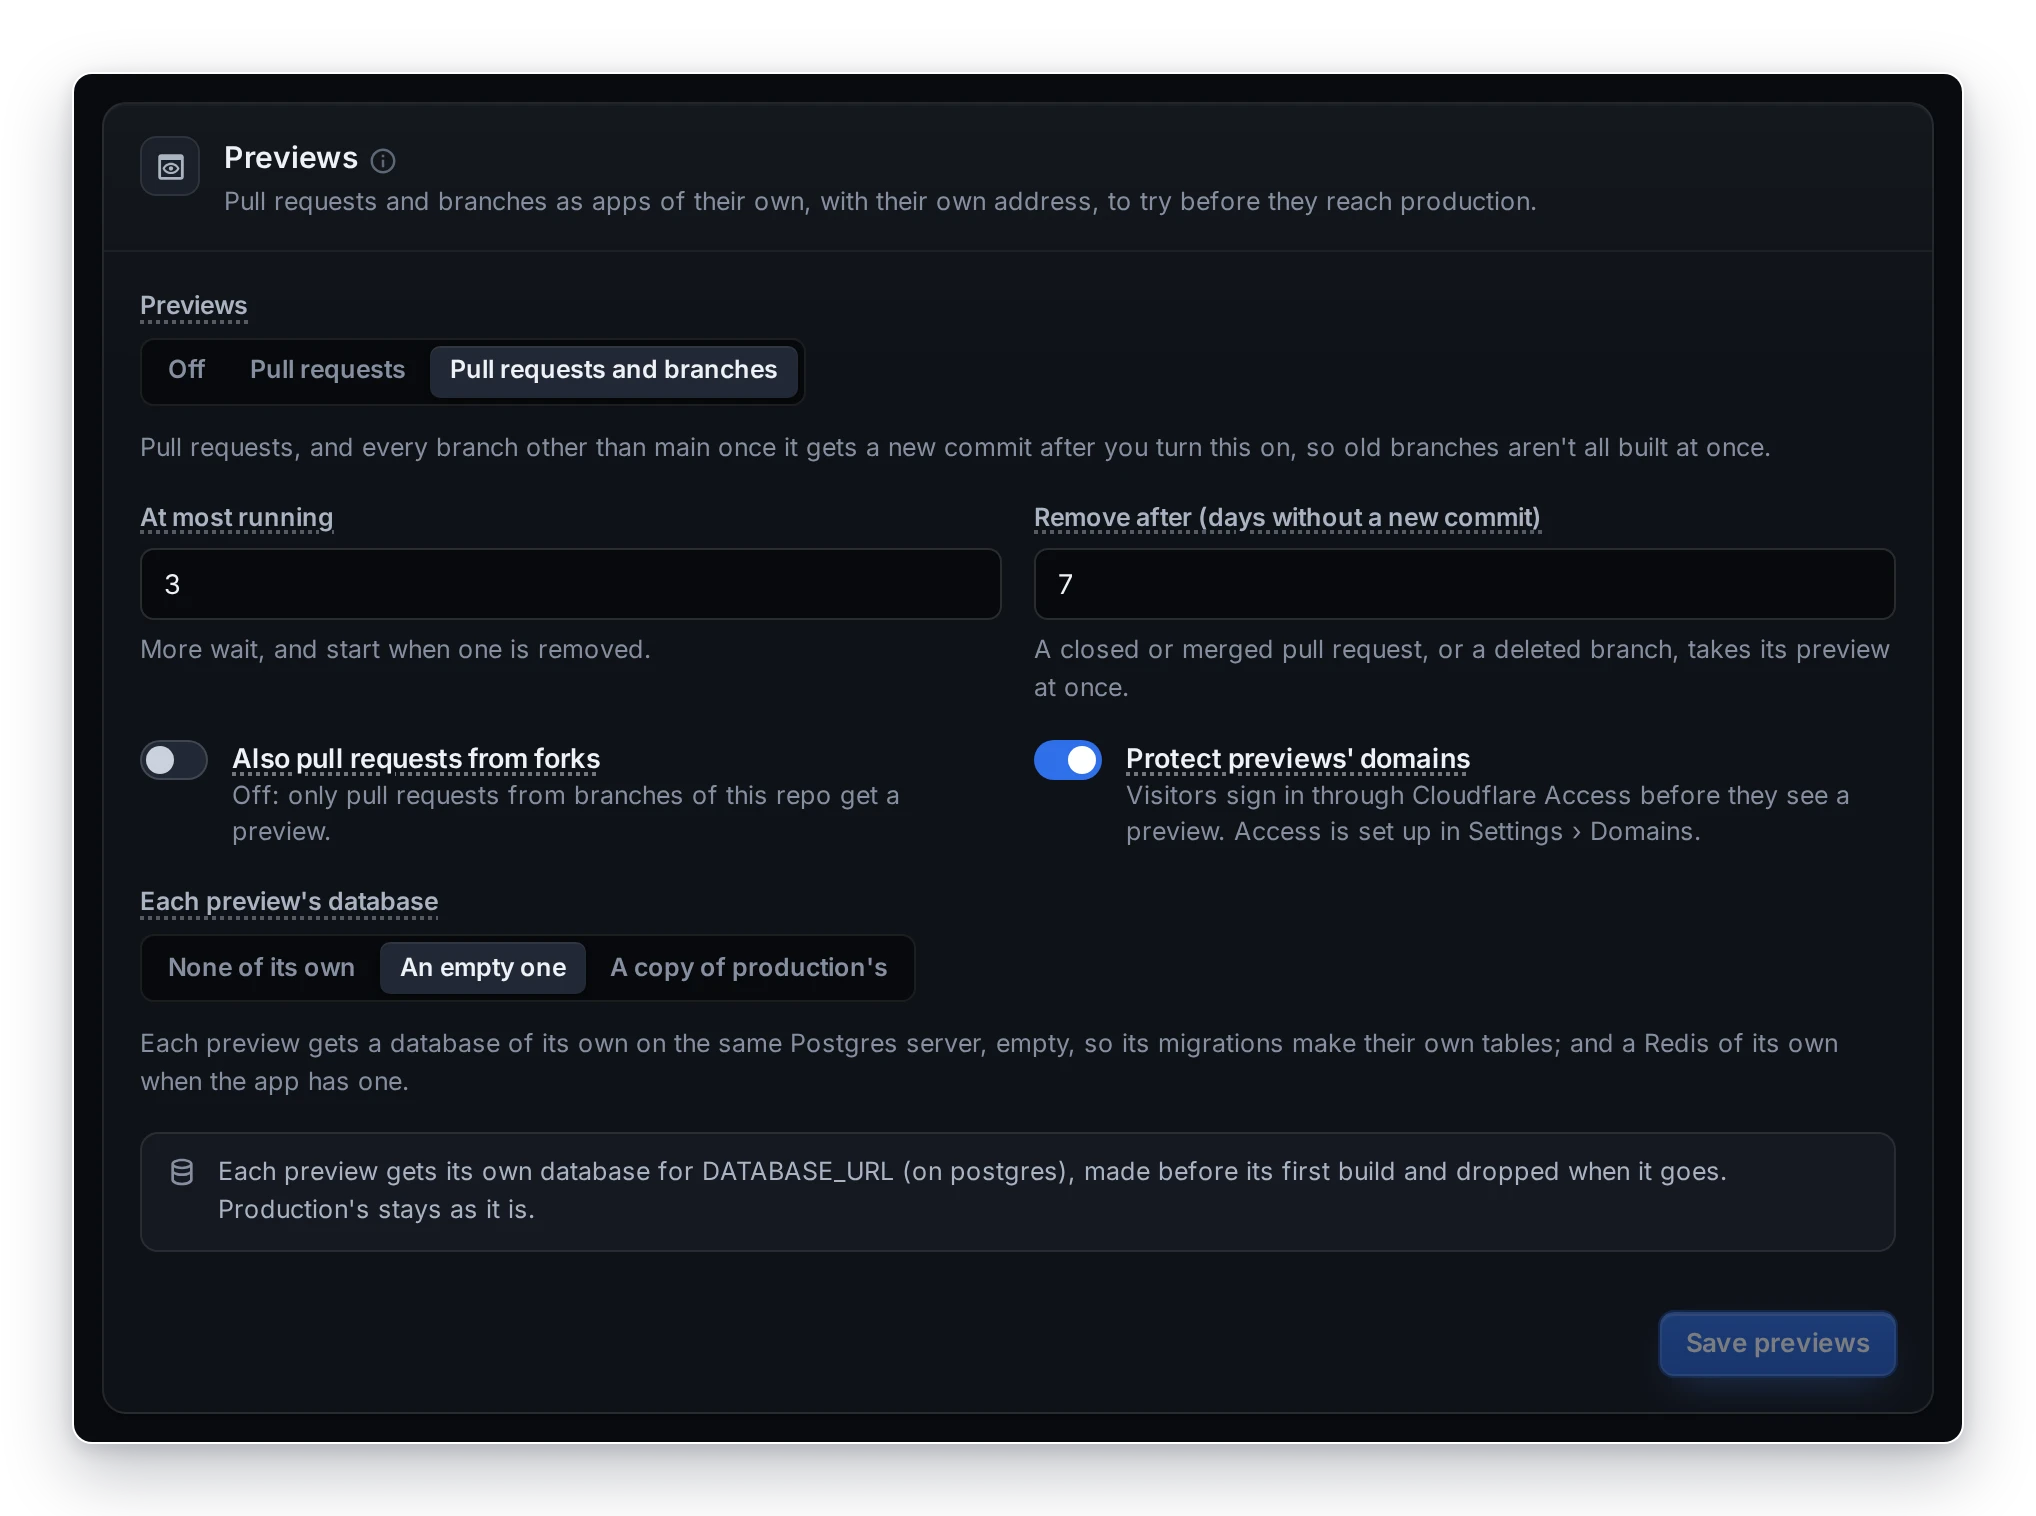 Previews
Pull requests and branches as apps of their own, with their own address, to try before they reach production.
Previews
Off Pull requests Pull requests and branches
Pull requests, and every branch other than main once it gets a new commit after you turn this on, so old branches aren't all built at once.
At most running
3
More wait, and start when one is removed.
Remove after (days without a new commit)
7
A closed or merged pull request, or a deleted branch, takes its preview
at once.
Also pull requests from forks
Off: only pull requests from branches of this repo get a
preview.
Protect previews' domains
Visitors sign in through Cloudflare Access before they see a
preview. Access is set up in Settings › Domains.
Each preview's database
None of its own An empty one A copy of production's
Each preview gets a database of its own on the same Postgres server, empty, so its migrations make their own tables; and a Redis of its own
when the app has one.
Each preview gets its own database for DATABASE_URL (on postgres), made before its first build and dropped when it goes.
Production's stays as it is.
Save previews